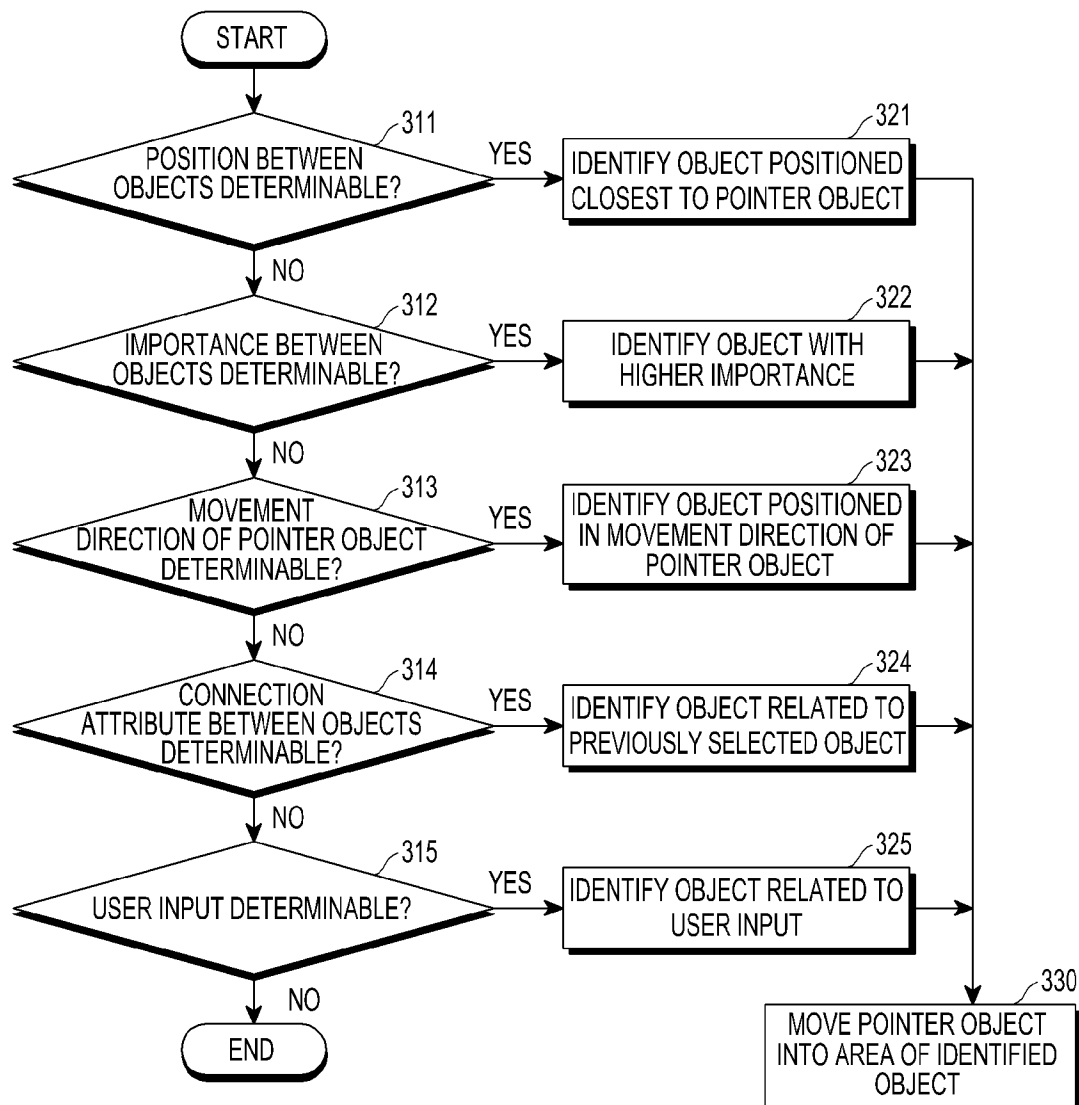 START
311
POSITION BETWEEN
OBJECTS DETERMINABLE?
YES
321
IDENTIFY OBJECT POSITIONED
CLOSEST TO POINTER OBJECT
NO
312
IMPORTANCE BETWEEN
OBJECTS DETERMINABLE?
YES
322
IDENTIFY OBJECT WITH
HIGHER IMPORTANCE
NO
313
MOVEMENT
DIRECTION OF POINTER OBJECT
DETERMINABLE?
YES
323
IDENTIFY OBJECT POSITIONED
IN MOVEMENT DIRECTION OF
POINTER OBJECT
NO
314
CONNECTION
ATTRIBUTE BETWEEN OBJECTS
DETERMINABLE?
YES
324
IDENTIFY OBJECT RELATED TO
PREVIOUSLY SELECTED OBJECT
NO
315
USER INPUT DETERMINABLE?
YES
325
IDENTIFY OBJECT RELATED TO
USER INPUT
NO
END
330
MOVE POINTER OBJECT
INTO AREA OF IDENTIFIED
OBJECT